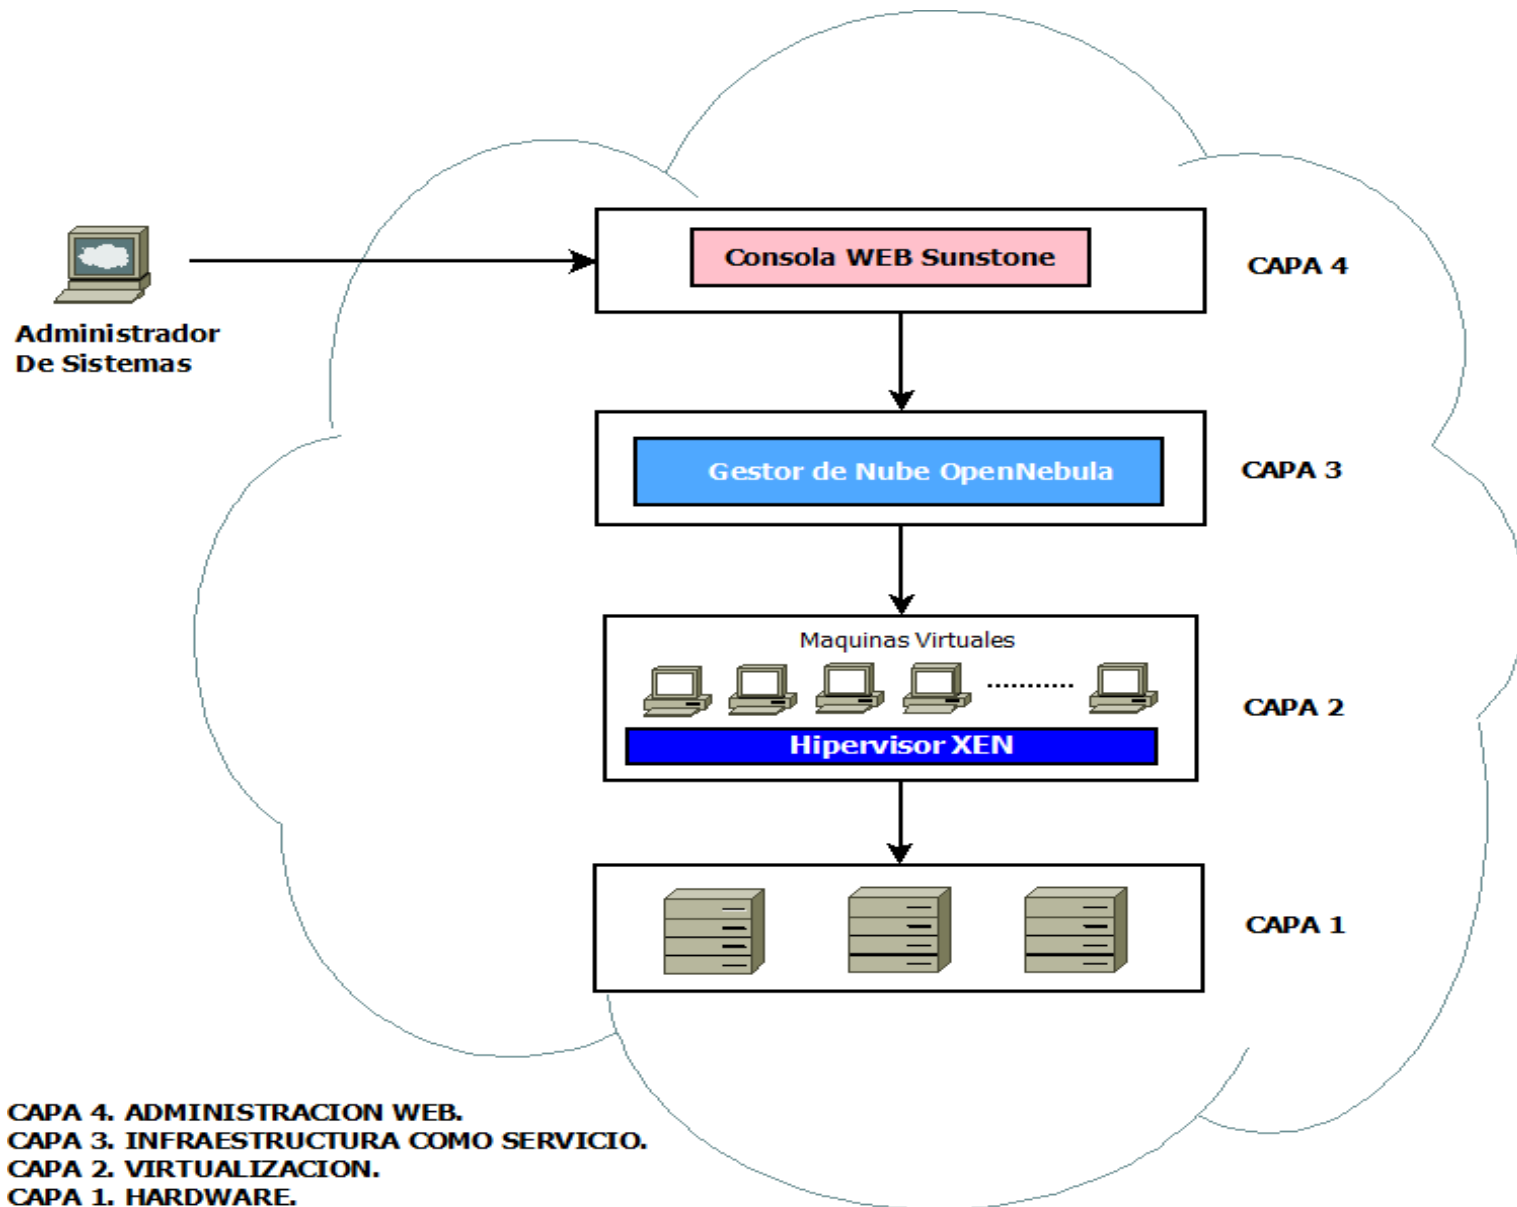 Consola WEB Sunstone
CAPA 4
Administrador
De Sistemas
Gestor de Nube OpenNebula
CAPA 3
Maquinas Virtuales
Hipervisor XEN
CAPA 2
CAPA 1
CAPA 4. ADMINISTRACION WEB.
CAPA 3. INFRAESTRUCTURA COMO SERVICIO.
CAPA 2. VIRTUALIZACION.
CAPA 1. HARDWARE.